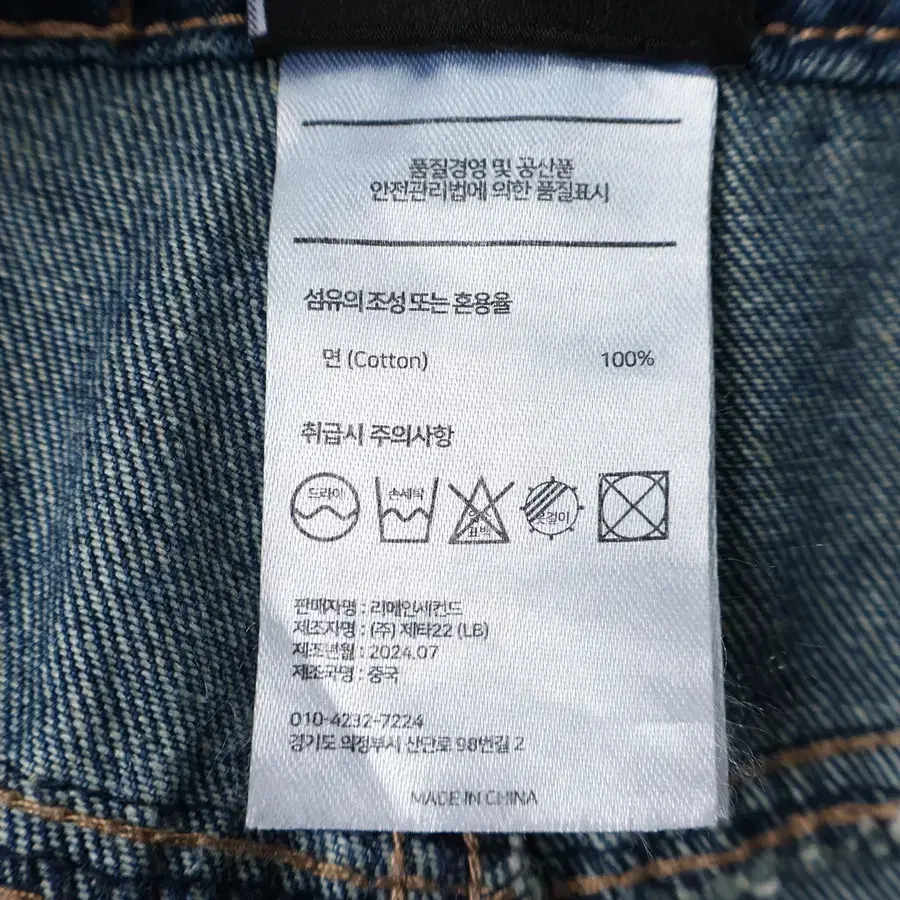 품질경영 및 공산품
안전관리법에 의한 품질표시
섬유의 조성 또는 혼용율
면 (Cotton) 100%
취급시 주의사항
드라이 손세탁 염소 표백 옷걸이
판매자명 : 리메인세컨드
제조자명 : (주) 제타22 (LB)
제조년월 : 2024.07
제조국명 : 중국
010-4232-7224
경기도 의정부시 산단로 98번길 2
MADE IN CHINA